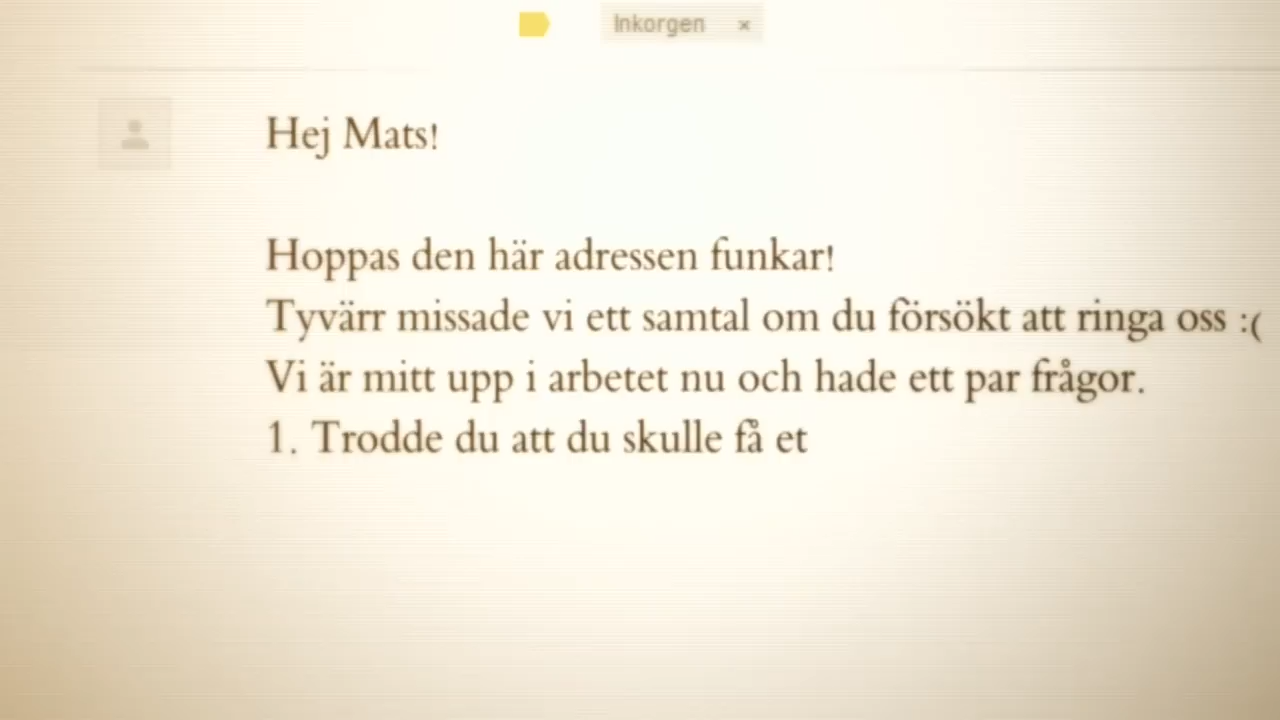 Inkorgen ×
Hej Mats!
Hoppas den här adressen funkar!
Tyvärr missade vi ett samtal om du försökt att ringa oss :(
Vi är mitt upp i arbetet nu och hade ett par frågor.
1. Trodde du att du skulle få et